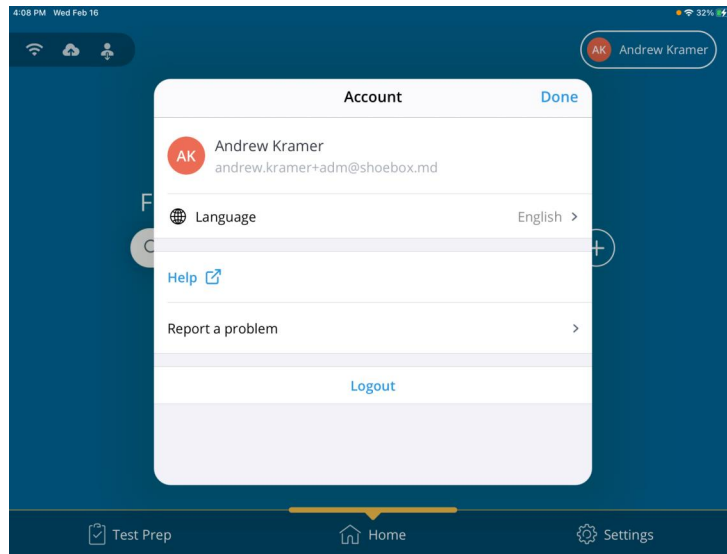 4:08 PM Wed Feb 16
32%
AK Andrew Kramer
Account
Done
AK
Andrew Kramer
andrew.kramer+adm@shoebox.md
F
Language
English
Help
Report a problem
Logout
Test Prep
Home
Settings